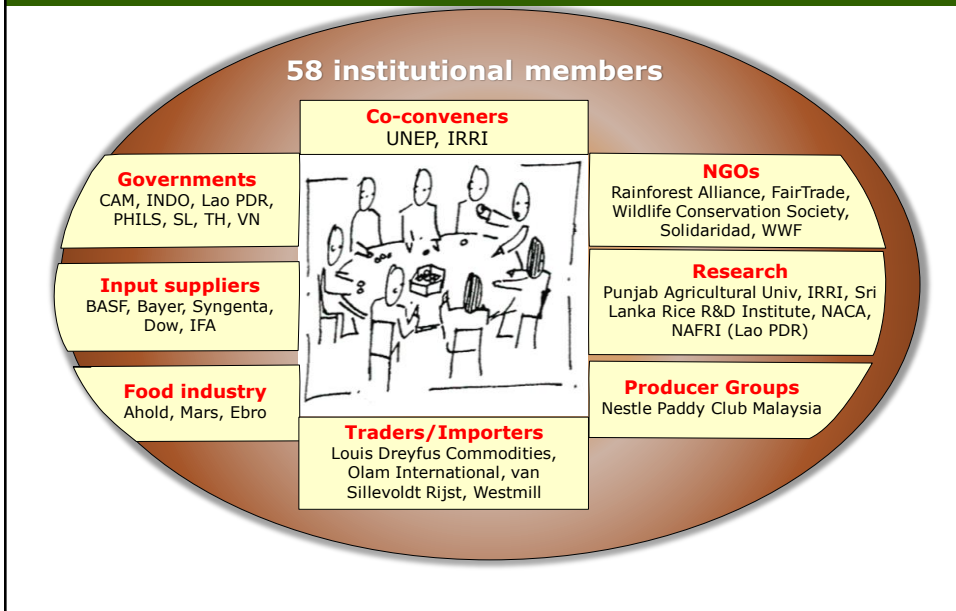 58 institutional members
Co-conveners
UNEP, IRRI
Governments
CAM, INDO, Lao PDR,
PHILS, SL, TH, VN
NGOs
Rainforest Alliance, FairTrade,
Wildlife Conservation Society,
Solidaridad, WWF
Input suppliers
BASF, Bayer, Syngenta,
Dow, IFA
Research
Punjab Agricultural Univ, IRRI, Sri
Lanka Rice R&D Institute, NACA,
NAFRI (Lao PDR)
Food industry
Ahold, Mars, Ebro
Producer Groups
Nestle Paddy Club Malaysia
Traders/Importers
Louis Dreyfus Commodities,
Olam International, van
Sillevoldt Rijst, Westmill